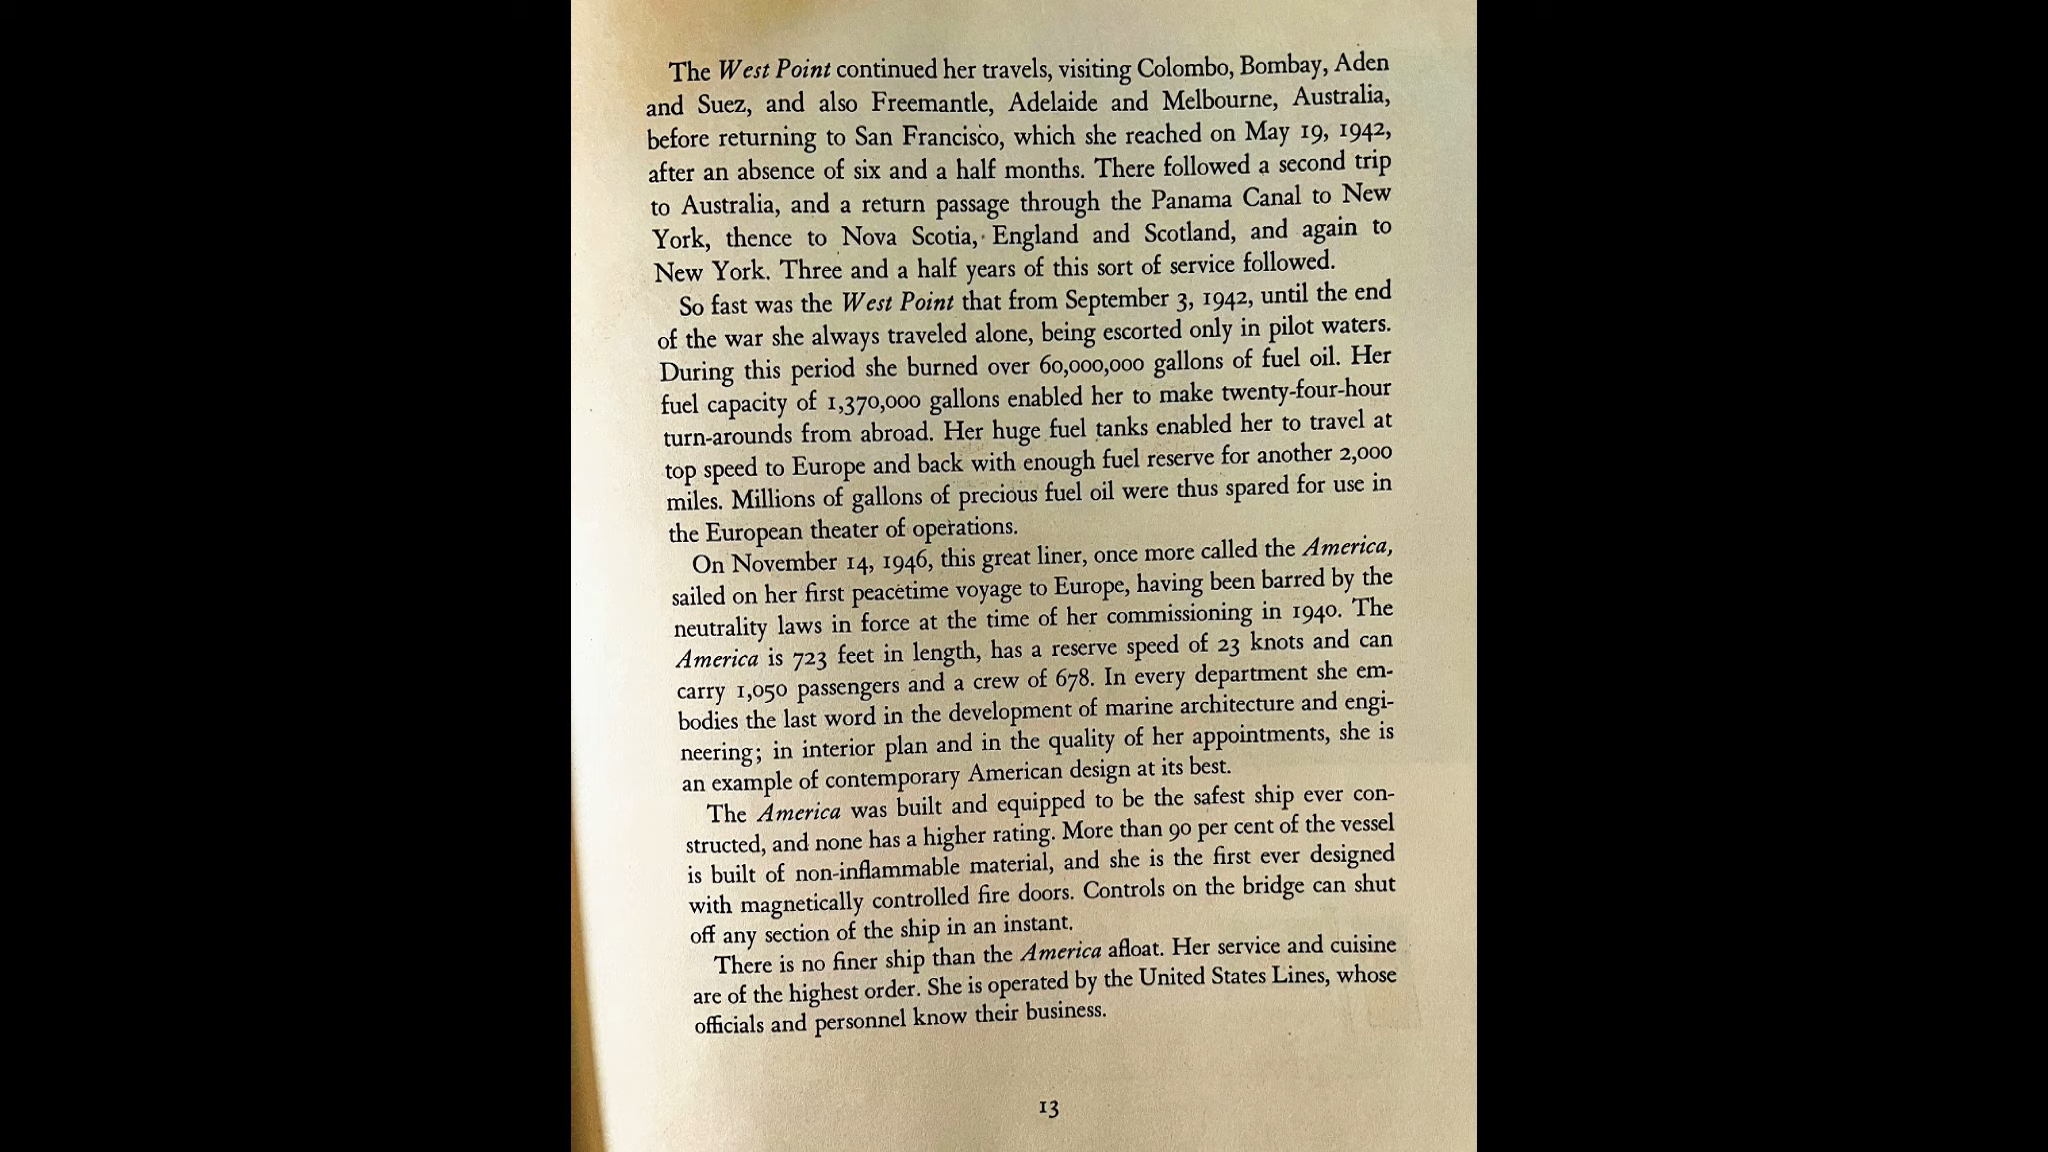 The West Point continued her travels, visiting Colombo, Bombay, Aden
and Suez, and also Freemantle, Adelaide and Melbourne, Australia,
before returning to San Francisco, which she reached on May 19, 1942,
after an absence of six and a half months. There followed a second trip
to Australia, and a return passage through the Panama Canal to New
York, thence to Nova Scotia, England and Scotland, and again to
New York. Three and a half years of this sort of service followed.
So fast was the West Point that from September 3, 1942, until the end
of the war she always traveled alone, being escorted only in pilot waters.
During this period she burned over 60,000,000 gallons of fuel oil. Her
fuel capacity of 1,370,000 gallons enabled her to make twenty-four-hour
turn-arounds from abroad. Her huge fuel tanks enabled her to travel at
top speed to Europe and back with enough fuel reserve for another 2,000
miles. Millions of gallons of precious fuel oil were thus spared for use in
the European theater of operations.
On November 14, 1946, this great liner, once more called the America,
sailed on her first peacetime voyage to Europe, having been barred by the
neutrality laws in force at the time of her commissioning in 1940. The
America is 723 feet in length, has a reserve speed of 23 knots and can
carry 1,050 passengers and a crew of 678. In every department she em-
bodies the last word in the development of marine architecture and engi-
neering; in interior plan and in the quality of her appointments, she is
an example of contemporary American design at its best.
The America was built and equipped to be the safest ship ever con-
structed, and none has a higher rating. More than 90 per cent of the vessel
is built of non-inflammable material, and she is the first ever designed
with magnetically controlled fire doors. Controls on the bridge can shut
off any section of the ship in an instant.
There is no finer ship than the America afloat. Her service and cuisine
are of the highest order. She is operated by the United States Lines, whose
officials and personnel know their business.
13